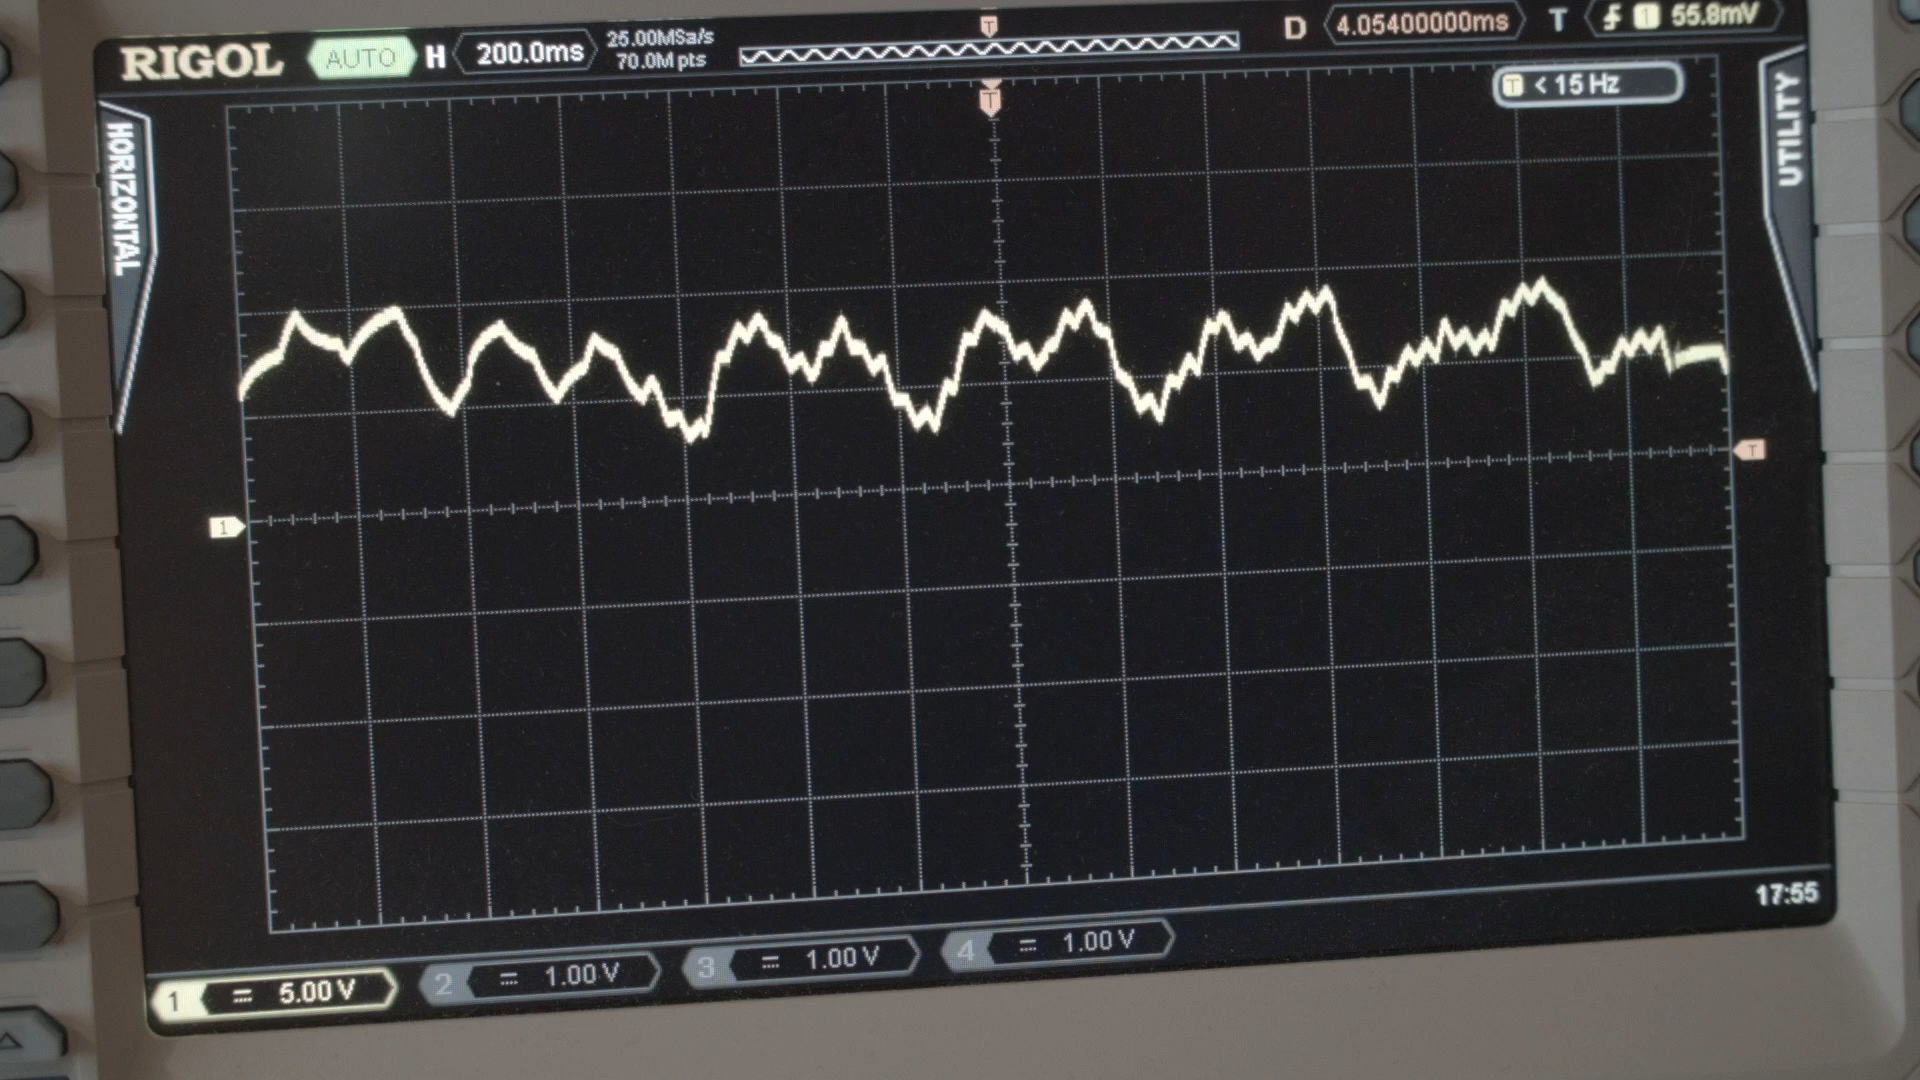 RIGOL AUTO H 200.0ms 25.00MSa/s 70.0M pts D 4.05400000ms T 1 55.8mV
T
T < 15 Hz
HORIZONTAL
UTILITY
T
T
1
17:55
1 5.00 V 2 1.00 V 3 1.00 V 4 1.00 V